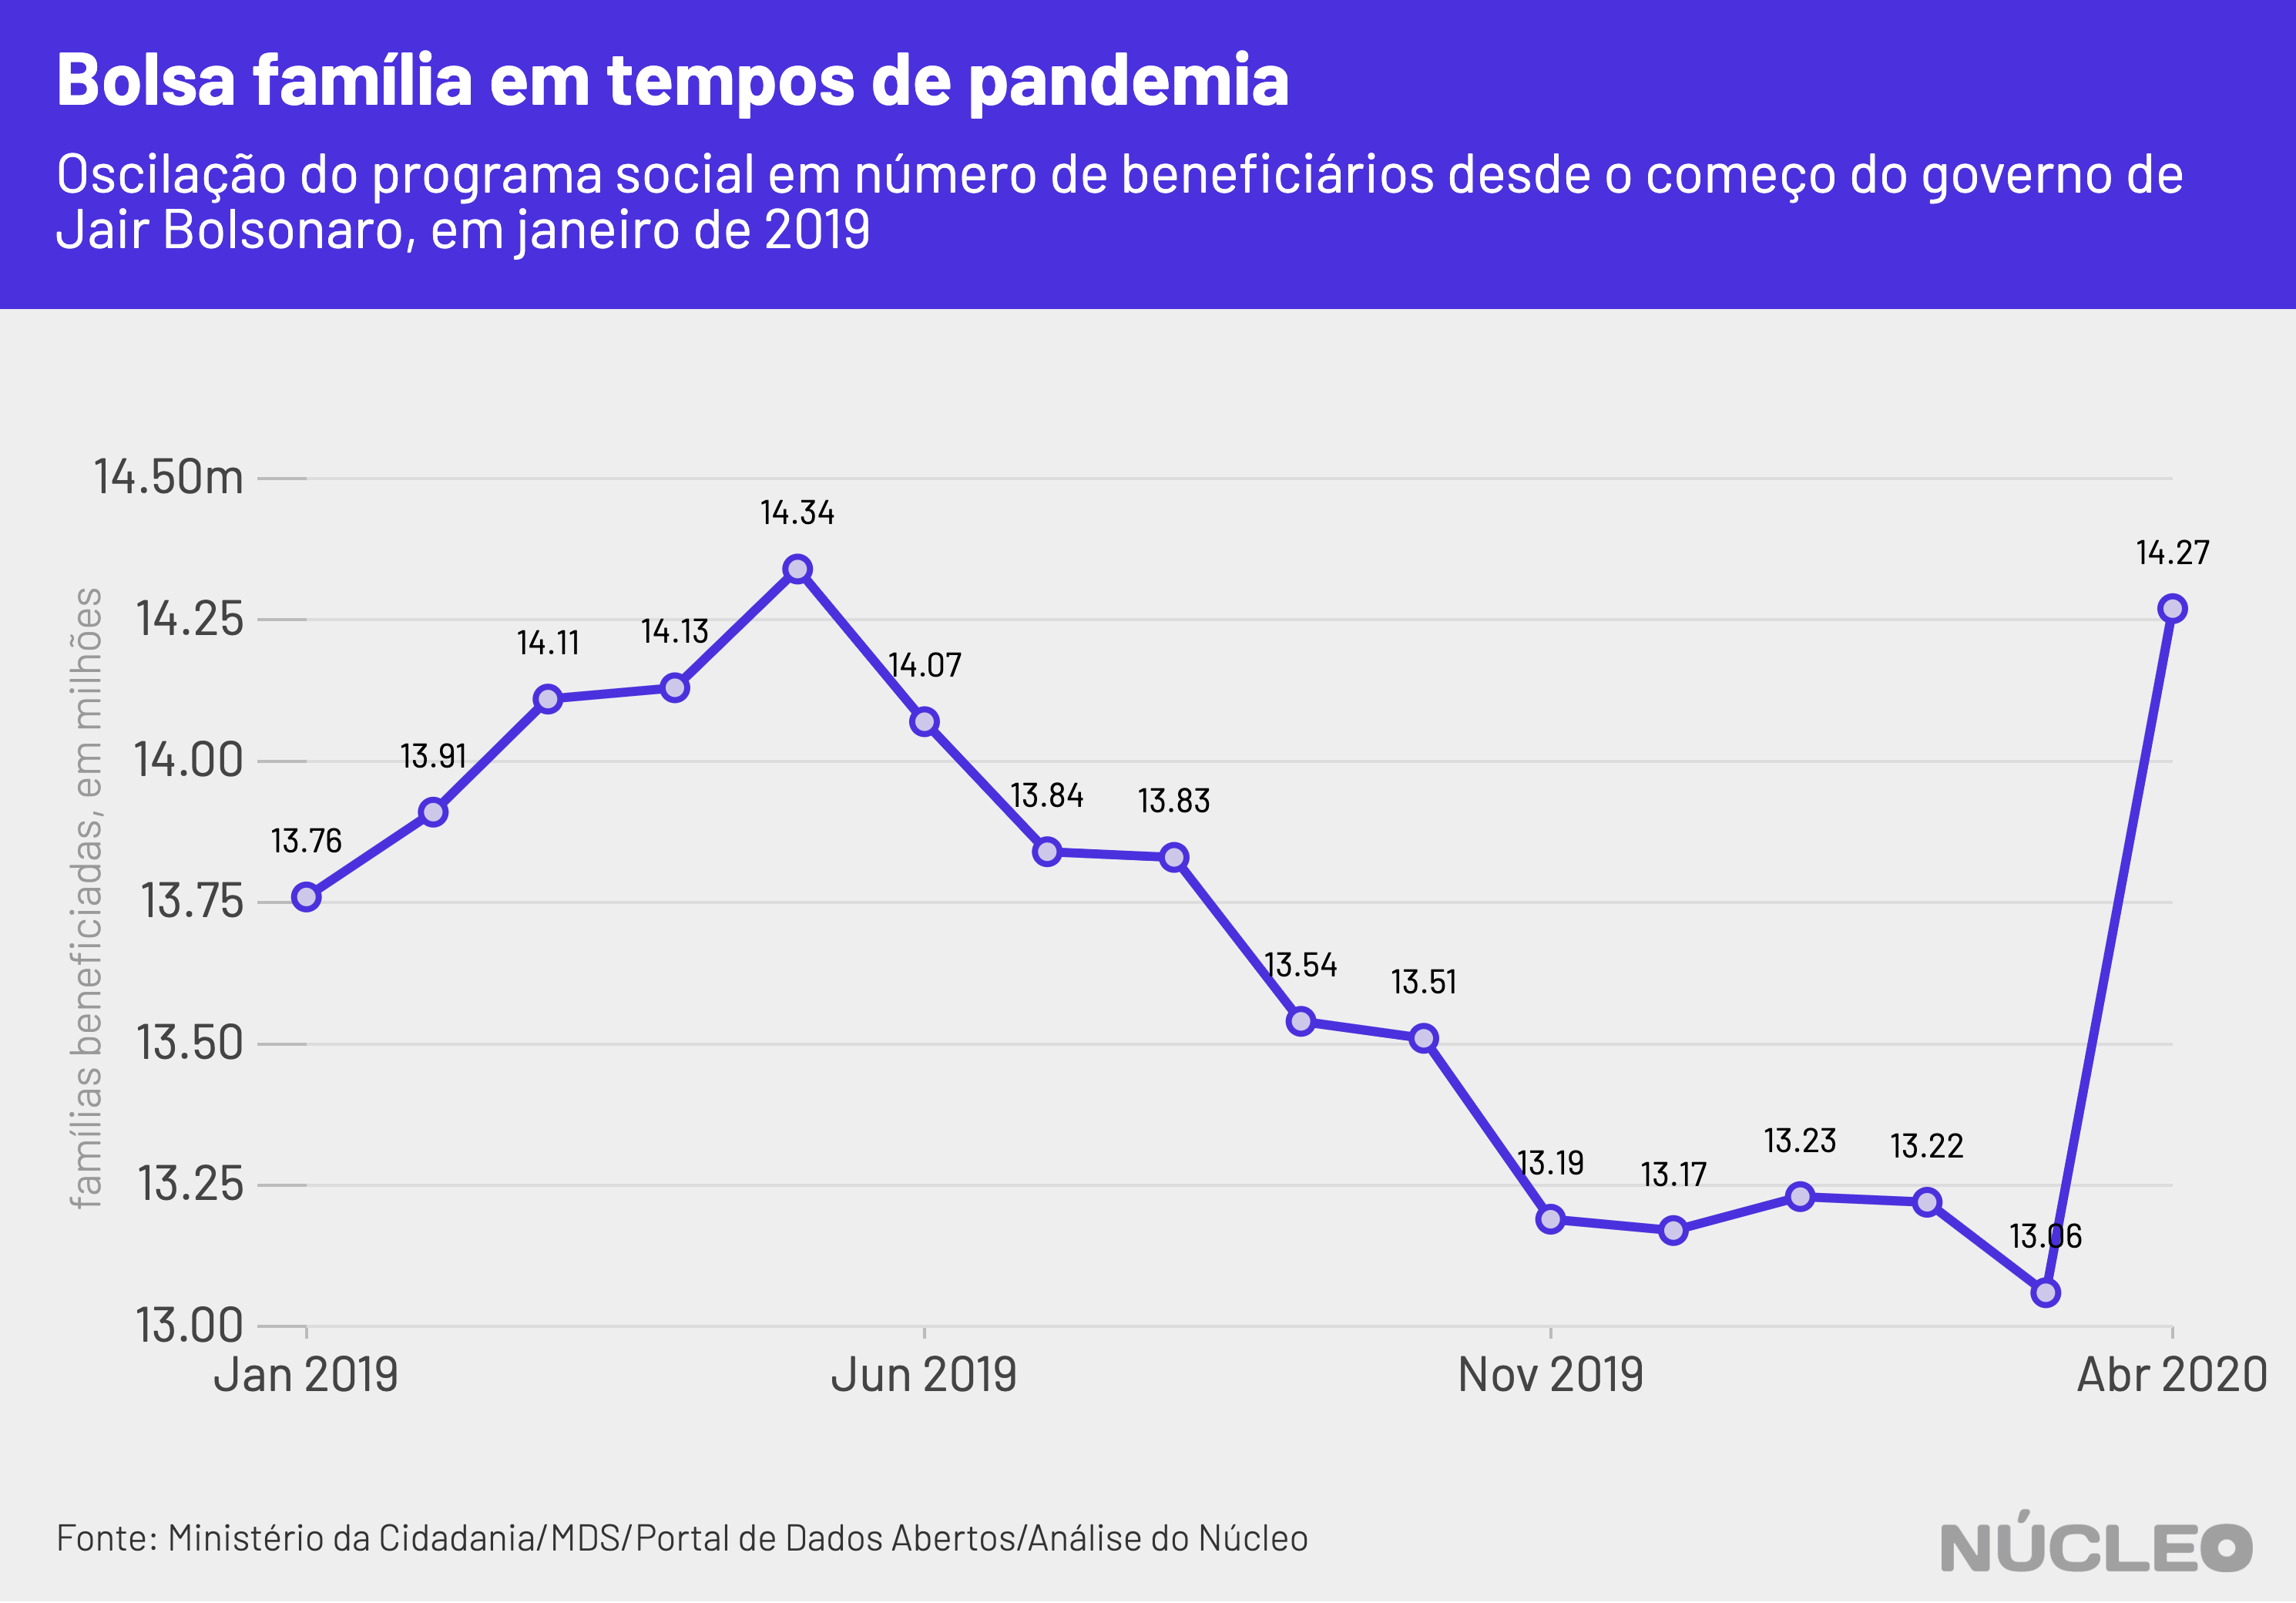 Bolsa família em tempos de pandemia
Oscilação do programa social em número de beneficiários desde o começo do governo de
Jair Bolsonaro, em janeiro de 2019
famílias beneficiadas, em milhões
14.50m
14.25
14.00
13.75
13.50
13.25
13.00
13.76
13.91
14.11
14.13
14.34
14.07
13.84
13.83
13.54
13.51
13.19
13.17
13.23
13.22
13.06
14.27
Jan 2019
Jun 2019
Nov 2019
Abr 2020
Fonte: Ministério da Cidadania/MDS/Portal de Dados Abertos/Análise do Núcleo
NÚCLEO